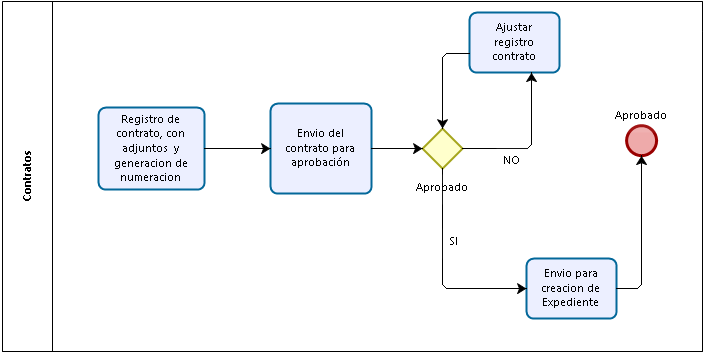 Contratos
Registro de
contrato, con
adjuntos y
generacion de
numeracion
Envio del
contrato para
aprobación
Aprobado
NO
Ajustar
registro
contrato
SI
Envio para
creacion de
Expediente
Aprobado